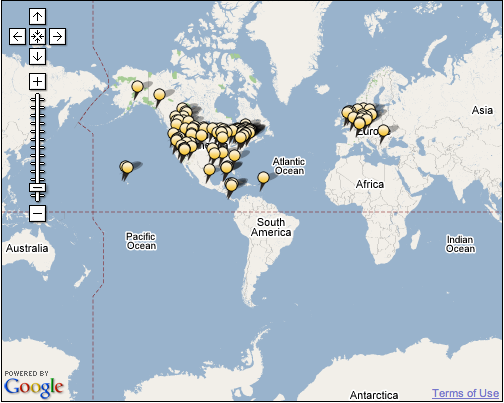 Asia
Euro
Atlantic
Ocean
Africa
South
America
Pacific
Ocean
Indian
Ocean
Australia
POWERED BY
Google
Antarctica
Terms of Use